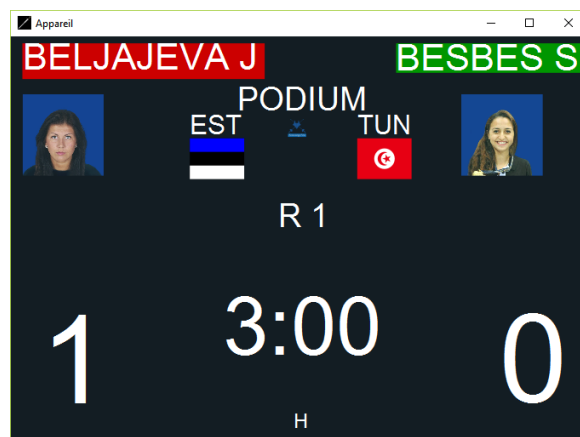 Appareil
BELJAJEVA J
BESBES S
PODIUM
EST
TUN
R 1
1
3:00
0
H